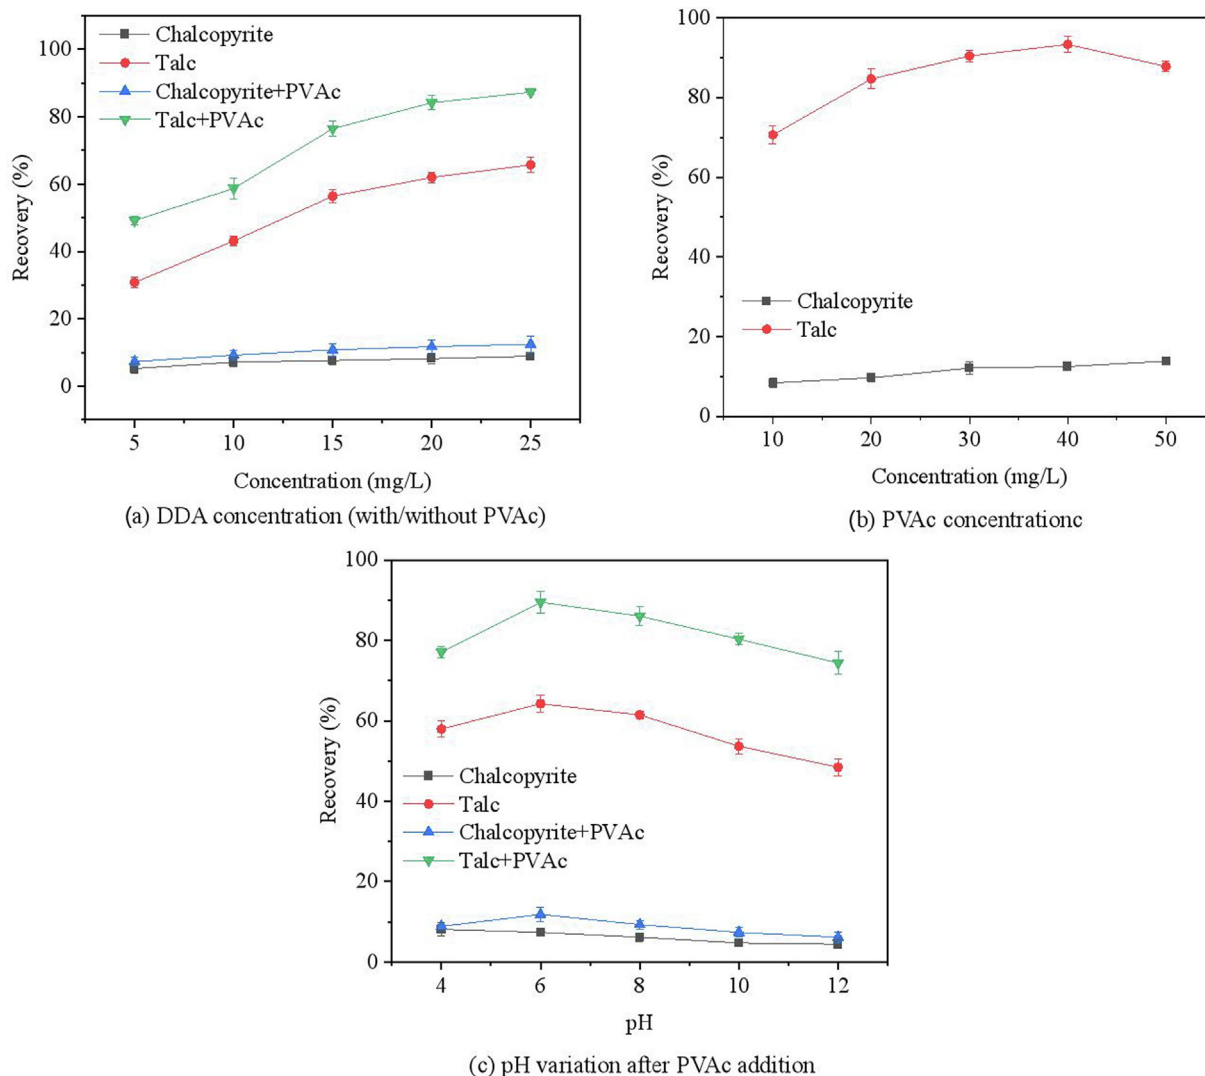 Chalcopyrite
Talc
Chalcopyrite+PVAc
Talc+PVAc
100
80
60
40
20
0
Recovery (%)
5 10 15 20 25
Concentration (mg/L)
(a) DDA concentration (with/without PVAc)
100
80
60
40
20
0
Recovery (%)
Chalcopyrite
Talc
10 20 30 40 50
Concentration (mg/L)
(b) PVAc concentrationc
100
80
60
40
20
0
Recovery (%)
Chalcopyrite
Talc
Chalcopyrite+PVAc
Talc+PVAc
4 6 8 10 12
pH
(c) pH variation after PVAc addition